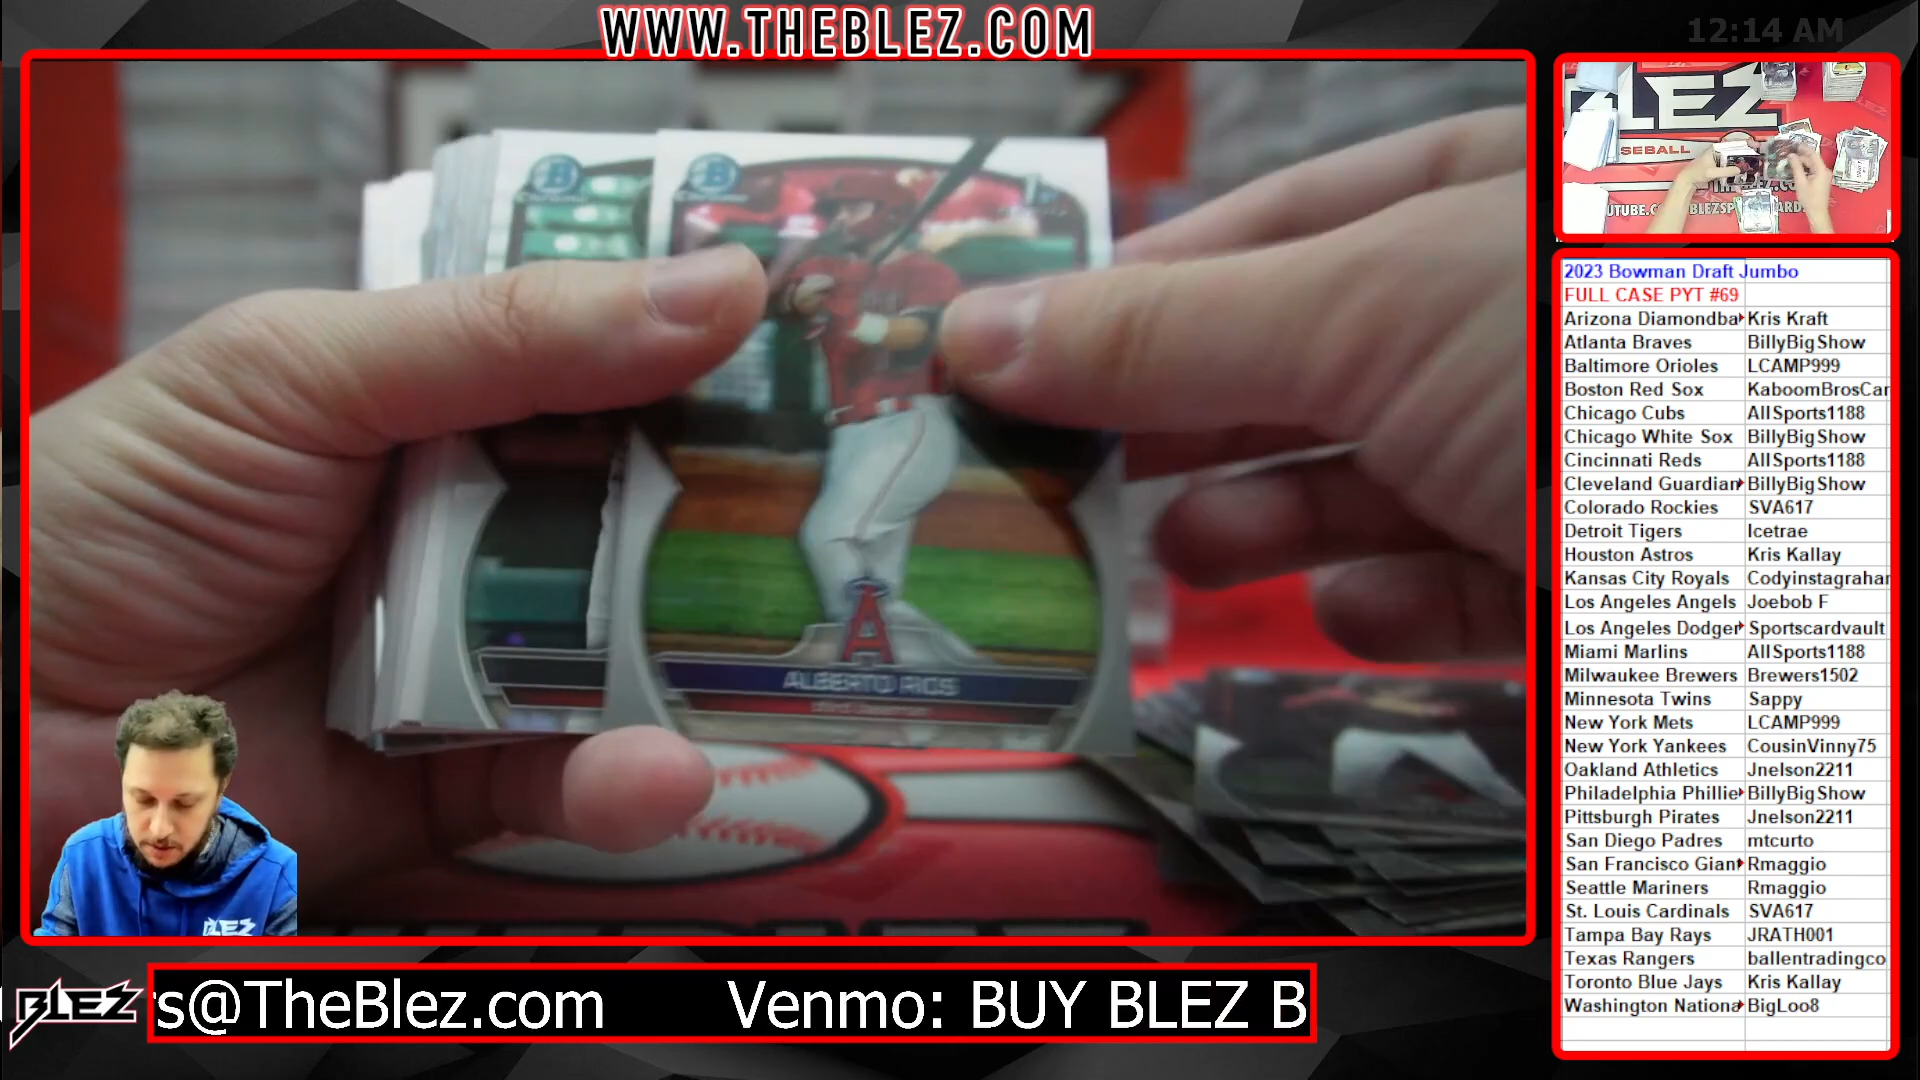 WWW.THEBLEZ.COM
12:14 AM
BLEZ
SEBALL
ALBERTO RIOS
A
2023 Bowman Draft Jumbo
FULL CASE PYT #69
Arizona Diamondba Kris Kraft
Atlanta Braves BillyBigShow
Baltimore Orioles LCAMP999
Boston Red Sox KaboomBrosCar
Chicago Cubs AllSports1188
Chicago White Sox BillyBigShow
Cincinnati Reds AllSports1188
Cleveland Guardian BillyBigShow
Colorado Rockies SVA617
Detroit Tigers Icetrae
Houston Astros Kris Kallay
Kansas City Royals Codyinstagrahar
Los Angeles Angels Joebob F
Los Angeles Dodger Sportscardvault
Miami Marlins AllSports1188
Milwaukee Brewers Brewers1502
Minnesota Twins Sappy
New York Mets LCAMP999
New York Yankees CousinVinny75
Oakland Athletics Jnelson2211
Philadelphia Phillie BillyBigShow
Pittsburgh Pirates Jnelson2211
San Diego Padres mtcurto
San Francisco Giant Rmaggio
Seattle Mariners Rmaggio
St. Louis Cardinals SVA617
Tampa Bay Rays JRATH001
Texas Rangers ballentradingco
Toronto Blue Jays Kris Kallay
Washington Nationa BigLoo8
BLEZ
BLEZ
s@TheBlez.com Venmo: BUY BLEZ B